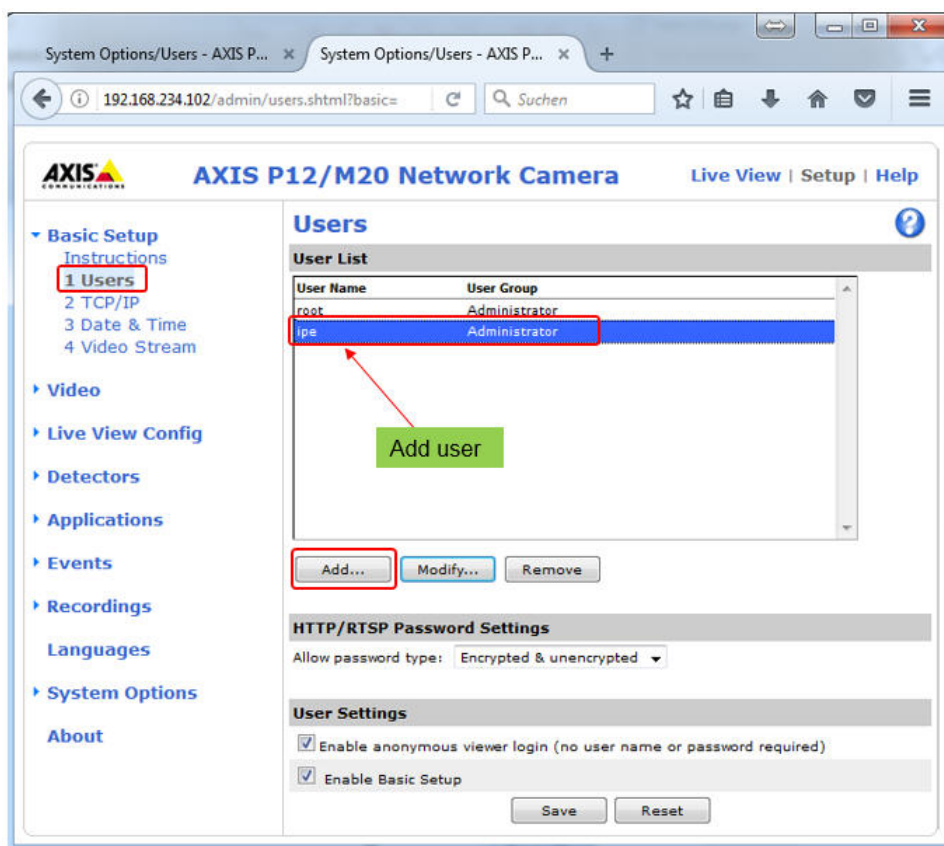 System Options/Users - AXIS P... × System Options/Users - AXIS P... × +
192.168.234.102/admin/users.shtml?basic= Suchen
AXIS COMMUNICATIONS
AXIS P12/M20 Network Camera
Live View | Setup | Help
Basic Setup
Instructions
1 Users
2 TCP/IP
3 Date & Time
4 Video Stream
Video
Live View Config
Detectors
Applications
Events
Recordings
Languages
System Options
About
Users
User List
User Name User Group
root Administrator
ipe Administrator
Add user
Add... Modify... Remove
HTTP/RTSP Password Settings
Allow password type: Encrypted & unencrypted
User Settings
Enable anonymous viewer login (no user name or password required)
Enable Basic Setup
Save Reset